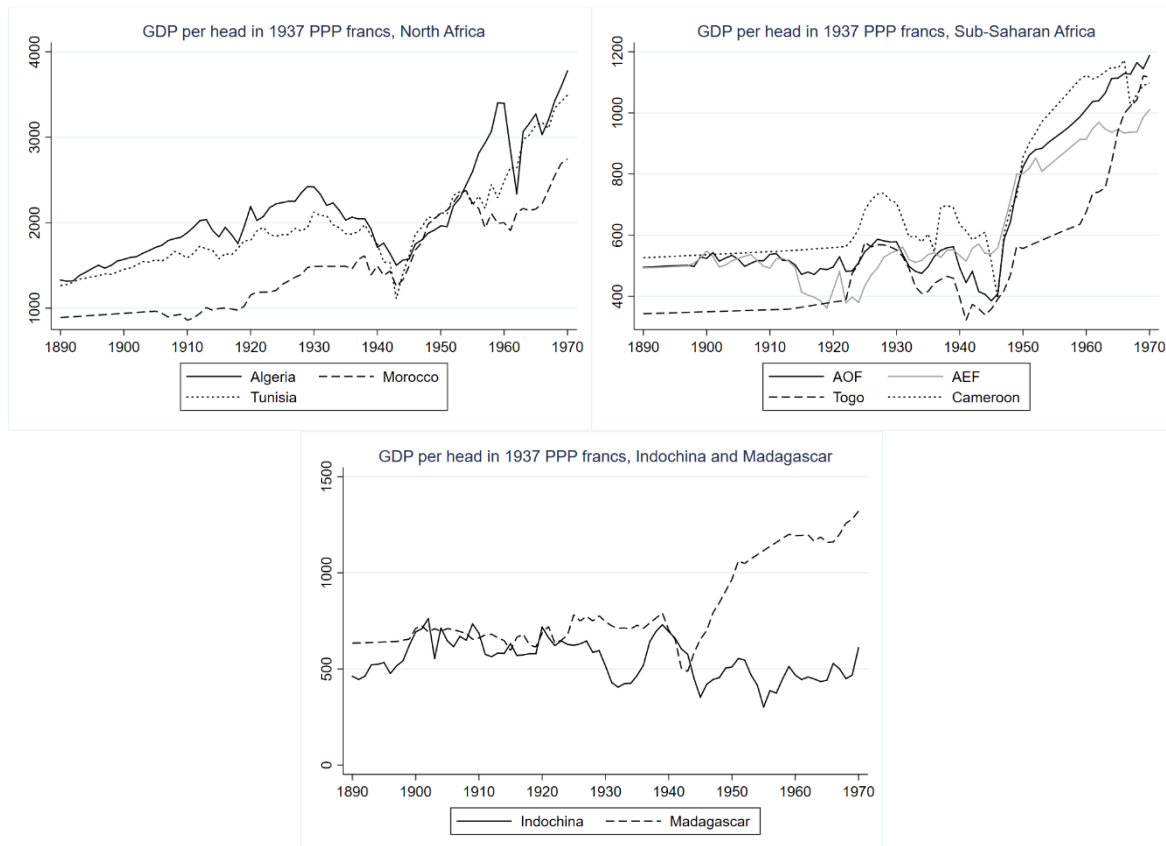 GDP per head in 1937 PPP francs, North Africa
4000
3000
2000
1000
1890 1900 1910 1920 1930 1940 1950 1960 1970
Algeria Morocco
Tunisia
GDP per head in 1937 PPP francs, Sub-Saharan Africa
1200
1000
800
600
400
1890 1900 1910 1920 1930 1940 1950 1960 1970
AOF AEF
Togo Cameroon
GDP per head in 1937 PPP francs, Indochina and Madagascar
1500
1000
500
0
1890 1900 1910 1920 1930 1940 1950 1960 1970
Indochina Madagascar